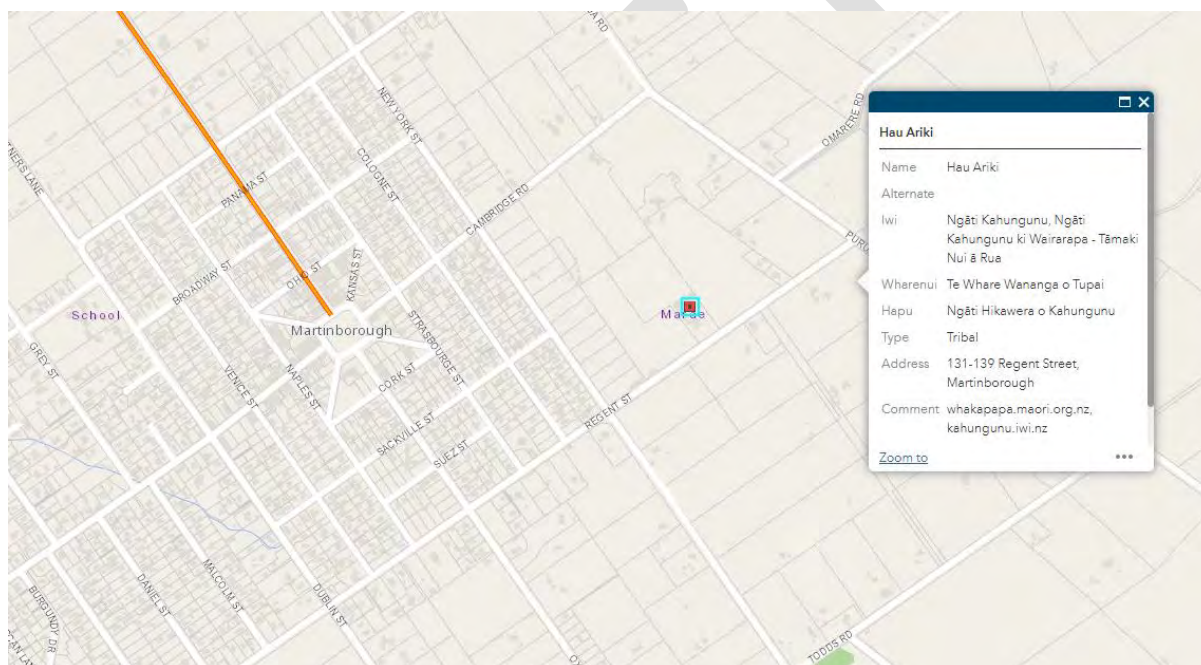 NEW YORK ST
COLOGNE ST
OMARERE RD
PANAMA ST
CAMBRIDGE RD
BROADWAY ST
OHIO ST
KANSAS ST
School
Martinborough
Marae
STRASBOURGE ST
GREY ST
VENICE ST
NAPLES ST
CORK ST
REGENT ST
SACKVILLE ST
SUEZ ST
MALCOLM ST
DANIEL ST
DUBLIN ST
BURGUNDY DR
TODDS RD
Hau Ariki
Name Hau Ariki
Alternate
Iwi Ngāti Kahungunu, Ngāti
Kahungunu ki Wairarapa - Tāmaki
Nui ā Rua
Wharenui Te Whare Wananga o Tupai
Hapu Ngāti Hikawera o Kahungunu
Type Tribal
Address 131-139 Regent Street,
Martinborough
Comment whakapapa.maori.org.nz,
kahungunu.iwi.nz
Zoom to